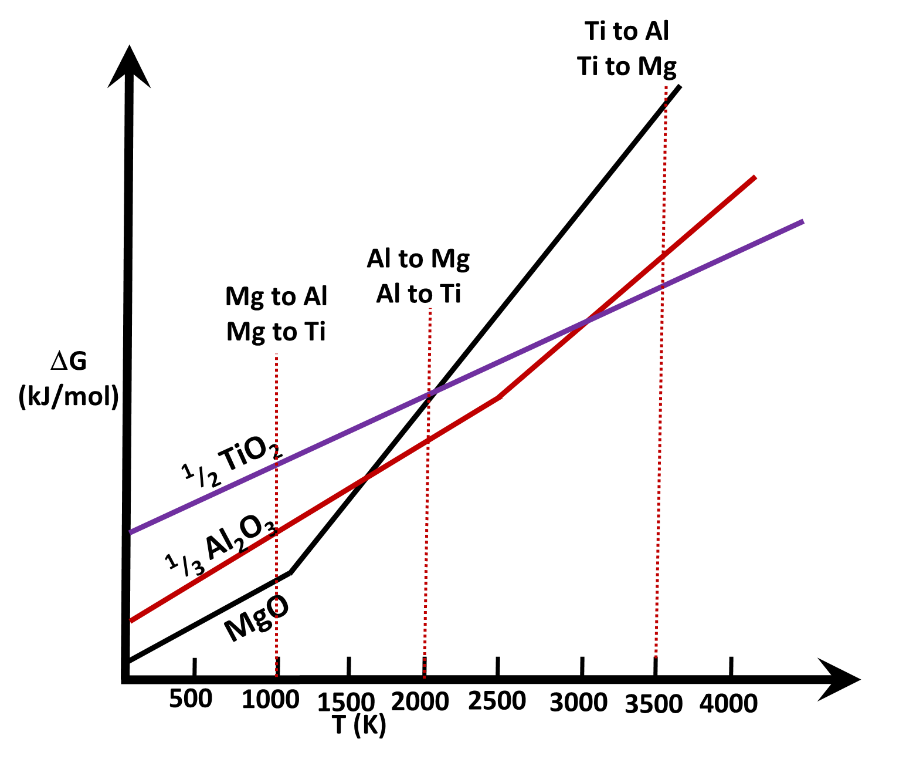 Ti to Al
Ti to Mg
Al to Mg
Al to Ti
Mg to Al
Mg to Ti
ΔG
(kJ/mol)
1/2 TiO2
1/3 Al2O3
MgO
500 1000 1500 2000 2500 3000 3500 4000
T (K)